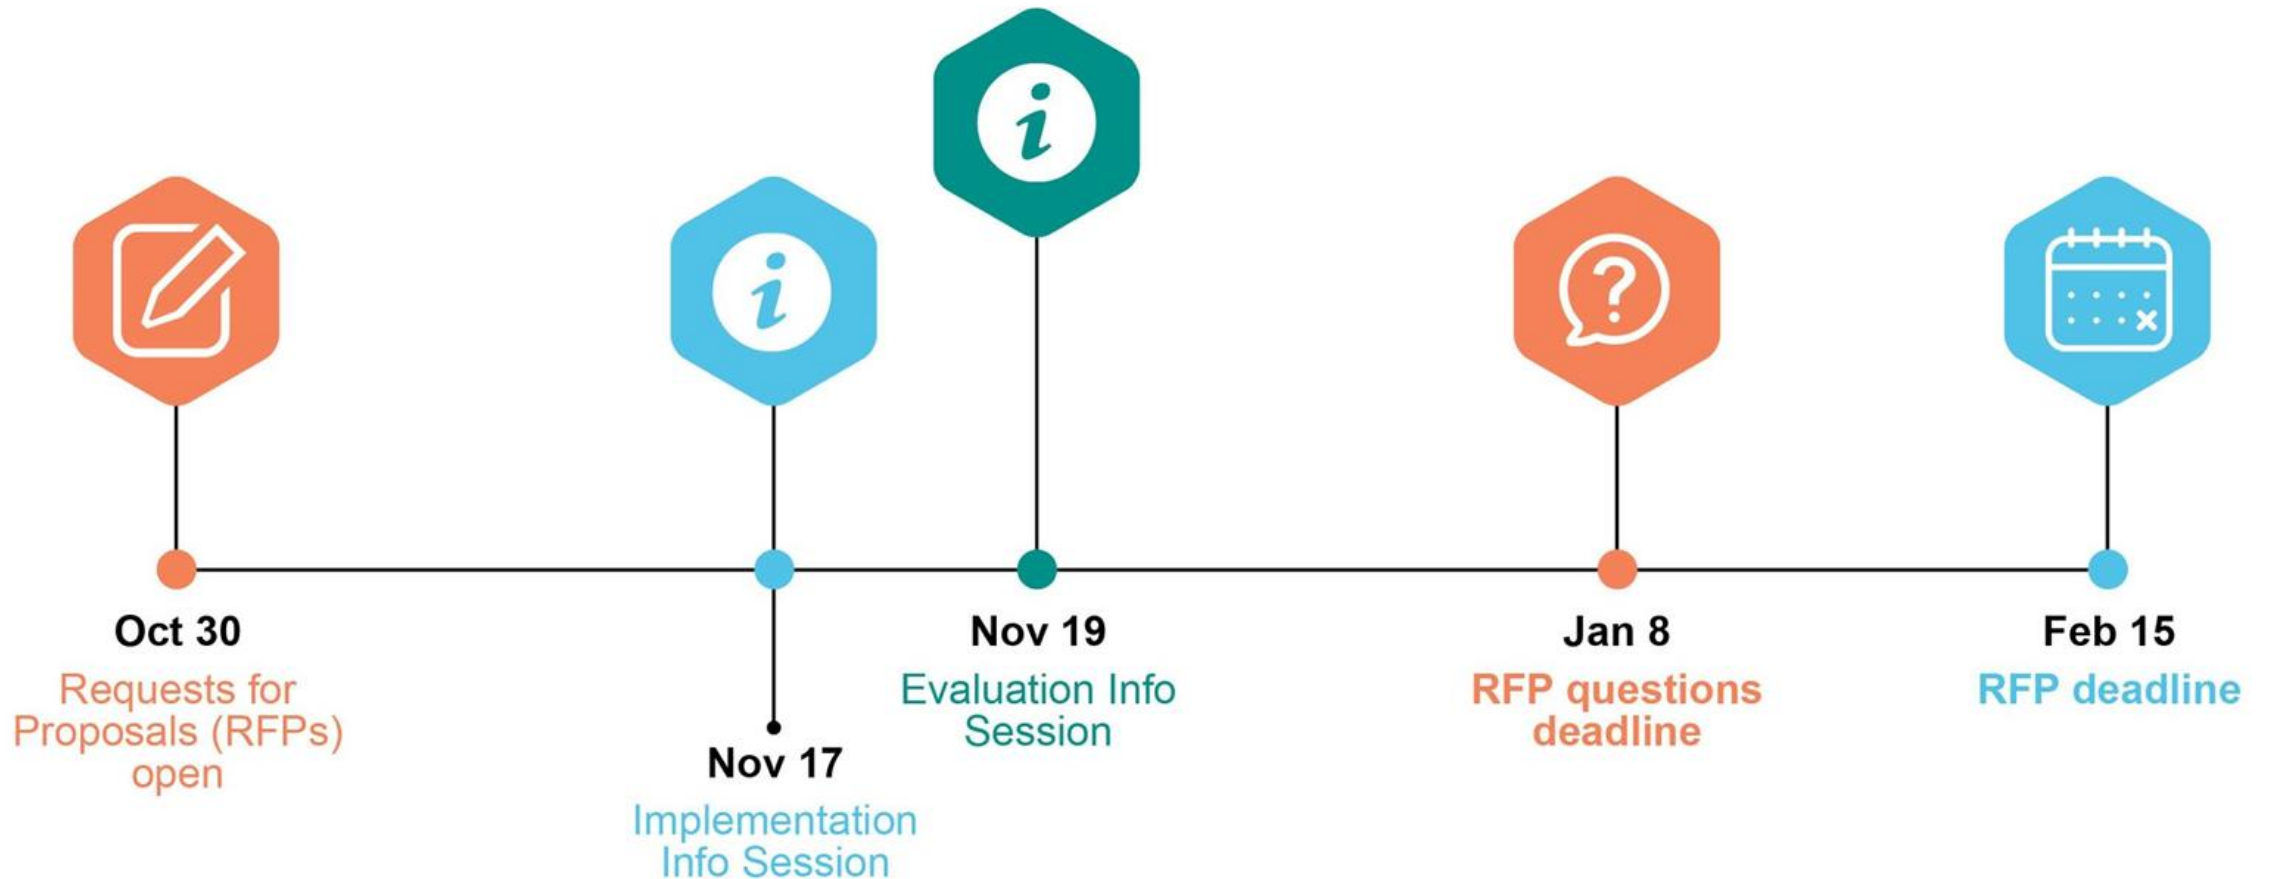 Oct 30
Requests for
Proposals (RFPs)
open
Nov 17
Implementation
Info Session
Nov 19
Evaluation Info
Session
Jan 8
RFP questions
deadline
Feb 15
RFP deadline